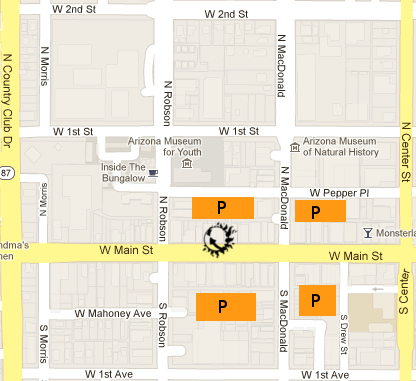 W 2nd St
W 2nd St
N Country Club Dr
N Morris
N Robson
N MacDonald
N Center St
W 1st St
W 1st St
Arizona Museum
for Youth
Arizona Museum
of Natural History
Inside The
Bungalow
87
N Morris
N Robson
N MacDonald
W Pepper Pl
P
P
Monsterla
ndma's
hen
W Main St
W Main St
S Center
P
P
W Mahoney Ave
S Morris
S Robson
S MacDonald
S Drew St
W 1st Ave
W 1st Ave